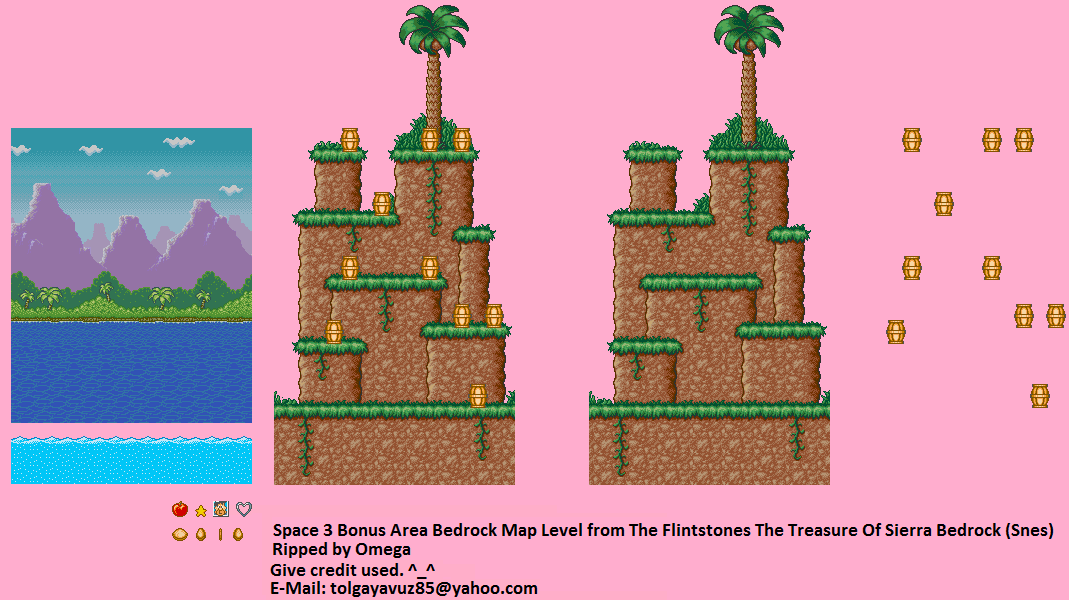 Space 3 Bonus Area Bedrock Map Level from The Flintstones The Treasure Of Sierra Bedrock (Snes)
Ripped by Omega
Give credit used. ^_^
E-Mail: tolgayavuz85@yahoo.com